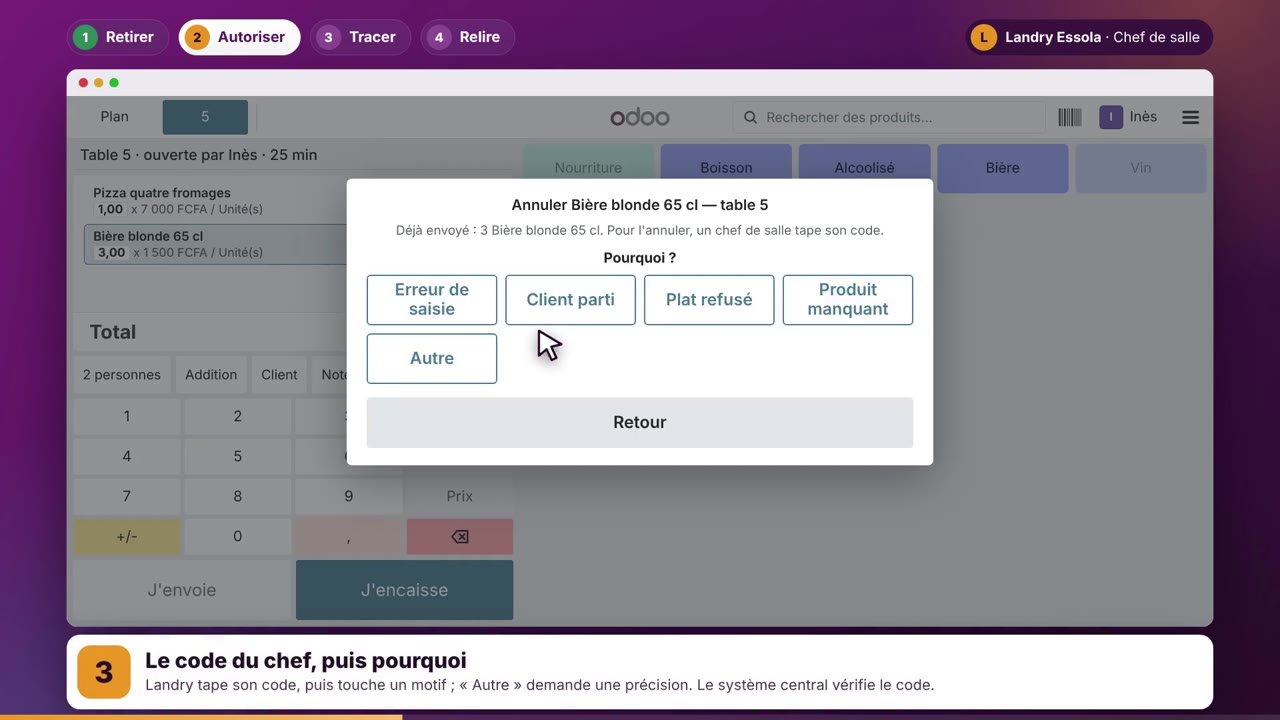 1 Retirer
2 Autoriser
3 Tracer
4 Relire
L Landry Essola · Chef de salle
Plan
5
odoo
Rechercher des produits...
I Inès
Table 5 · ouverte par Inès · 25 min
Nourriture
Boisson
Alcoolisé
Bière
Vin
Pizza quatre fromages
1,00 x 7 000 FCFA / Unité(s)
Bière blonde 65 cl
3,00 x 1 500 FCFA / Unité(s)
Total
2 personnes
Addition
Client
Annuler Bière blonde 65 cl — table 5
Déjà envoyé : 3 Bière blonde 65 cl. Pour l'annuler, un chef de salle tape son code.
Pourquoi ?
Erreur de
saisie
Client parti
Plat refusé
Produit
manquant
Autre
Retour
1
2
4
5
7
8
9
Prix
+/-
0
,
J'envoie
J'encaisse
3
Le code du chef, puis pourquoi
Landry tape son code, puis touche un motif ; « Autre » demande une précision. Le système central vérifie le code.